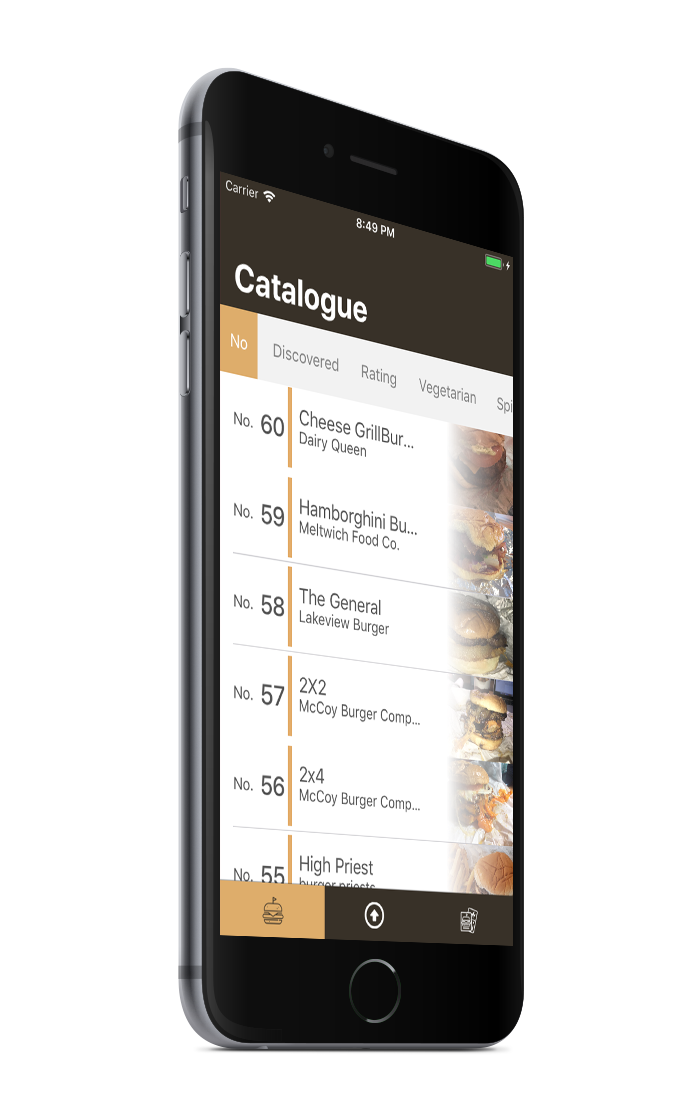 Carrier
8:49 PM
Catalogue
No Discovered Rating Vegetarian Spi
No. 60 Cheese GrillBur...
Dairy Queen
No. 59 Hamborghini Bu...
Meltwich Food Co.
No. 58 The General
Lakeview Burger
No. 57 2X2
McCoy Burger Comp...
No. 56 2x4
McCoy Burger Comp...
No. 55 High Priest
burger priests